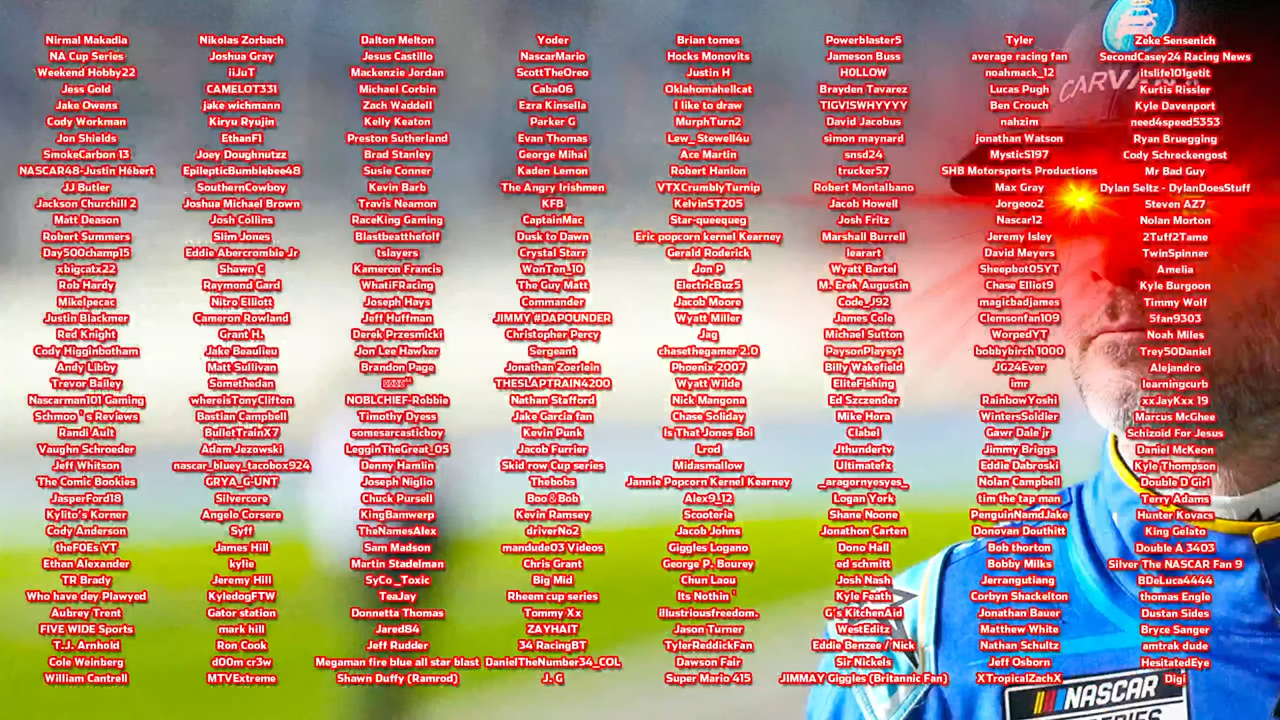 Nirmal Makadia
NA Cup Series
Weekend Hobby22
Jess Gold
Jake Owens
Cody Workman
Jon Shields
SmokeCarbon 13
NASCAR48-Justin Hébert
JJ Butler
Jackson Churchill 2
Matt Deason
Robert Summers
Day500champ15
xbigcatx22
Rob Hardy
Mikelpecac
Justin Blackmer
Red Knight
Cody Higginbotham
Andy Libby
Trevor Bailey
Nascarman101 Gaming
Schmoo's Reviews
Randi Ault
Vaughn Schroeder
Jeff Whitson
The Comic Bookies
JasperFord18
Kylito's Korner
Cody Anderson
theFOEs YT
Ethan Alexander
TR Brady
Who have dey Plawyed
Aubrey Trent
FIVE WIDE Sports
T.J. Arnhold
Cole Weinberg
William Cantrell
Nikolas Zorbach
Joshua Gray
iiJuT
CAMELOT331
jake wichmann
Kiryu Ryujin
EthanF1
Joey Doughnutzz
EpilepticBumblebee48
SouthernCowboy
Joshua Michael Brown
Josh Collins
Slim Jones
Eddie Abercrombie Jr
Shawn C
Raymond Gard
Nitro Elliott
Cameron Rowland
Grant H.
Jake Beaulieu
Matt Sullivan
Somethedan
whereisTonyClifton
Bastian Campbell
BulletTrainX7
Adam Jezowski
nascar_bluey_tacobox924
GRYA_G-UNT
Silvercore
Angelo Corsere
Syff
James Hill
kylie
Jeremy Hill
KyledogFTW
Gator station
mark hill
Ron Cook
d00m cr3w
MTVExtreme
Dalton Melton
Jesus Castillo
Mackenzie Jordan
Michael Corbin
Zach Waddell
Kelly Keaton
Preston Sutherland
Brad Stanley
Susie Conner
Kevin Barb
Travis Neamon
RaceKing Gaming
Blastbeatthefolf
tslayers
Kameron Francis
WhatIFRacing
Joseph Hays
Jeff Huffman
Derek Przesmicki
Jon Lee Hawker
Brandon Page
NOBLCHIEF-Robbie
Timothy Dyess
somesarcasticboy
LegginTheGreat_05
Denny Hamlin
Joseph Niglio
Chuck Pursell
KingBamwerp
TheNamesAlex
Sam Madson
Martin Stadelman
SyCo_Toxic
TeaJay
Donnetta Thomas
Jared84
Jeff Rudder
Megaman fire blue all star blast
Shawn Duffy (Ramrod)
Yoder
NascarMario
ScottTheOreo
Caba06
Ezra Kinsella
Parker G
Evan Thomas
George Mihai
Kaden Lemon
The Angry Irishmen
KFB
CaptainMac
Dusk to Dawn
Crystal Starr
WonTon_10
The Guy Matt
Commander
JIMMY #DAPOUNDER
Christopher Percy
Sergeant
Jonathan Zoerlein
THESLAPTRAIN4200
Nathan Stafford
Jake Garcia fan
Kevin Punk
Jacob Furrier
Skid row Cup series
Thebobs
Boo&Bob
Kevin Ramsey
driverNo2
mandude03 Videos
Chris Grant
Big Mid
Rheem cup series
Tommy Xx
ZAYHAIT
34 RacingBT
DanielTheNumber34_COL
J. G
Brian tomes
Hocks Monovits
Justin H
Oklahomahellcat
I like to draw
MurphTurn2
Lew_Stewell4u
Ace Martin
Robert Hanlon
VTXCrumblyTurnip
KelvinST205
Star-queequeg
Eric popcorn kernel Kearney
Gerald Roderick
Jon P
ElectricBuz5
Jacob Moore
Wyatt Miller
Jag
chasethegamer 2.0
Phoenix 2007
Wyatt Wilde
Nick Mangona
Chase Soliday
Is That Jones Boi
Lrod
Midasmallow
Jannie Popcorn Kernel Kearney
Alex9_12
Scooteria
Jacob Johns
Giggles Logano
George P. Bourey
Chun Laou
Its Nothin'
illustriousfreedom.
Jason Turner
TylerReddickFan
Dawson Fair
Super Mario 415
Powerblaster5
Jameson Buss
H0LLOW
Brayden Tavarez
TIGVISWHYYYY
David Jacobus
simon maynard
snsd24
trucker57
Robert Montalbano
Jacob Howell
Josh Fritz
Marshall Burrell
learart
Wyatt Bartel
M. Erek Augustin
Code_J92
James Cole
Michael Sutton
PaysonPlaysyt
Billy Wakefield
EliteFishing
Ed Szczender
Mike Hora
Clabel
Jthundertv
Ultimatefx
_aragornyesyes_
Logan York
Shane Noone
Jonathon Carten
Dono Hall
ed schmitt
Josh Nash
Kyle Feath
G's KitchenAid
WestEditz
Eddie Benzee / Nick
Sir Nickels
JIMMAY Giggles (Britannic Fan)
Tyler
average racing fan
noahmack_12
Lucas Pugh
Ben Crouch
nahzim
jonathan Watson
MysticS197
SHB Motorsports Productions
Max Gray
Jorgeoo2
Nascar12
Jeremy Isley
David Meyers
Sheepbot05YT
Chase Elliot9
magicbadjames
Clemsonfan109
WorpedYT
bobbybirch 1000
JG24Ever
imr
RainbowYoshi
WintersSoldier
Gawr Dale jr
Jimmy Briggs
Eddie Dabroski
Nolan Campbell
tim the tap man
PenguinNamdJake
Donovan Douthitt
Bob thorton
Bobby Milks
Jerrangutiang
Corbyn Shackelton
Jonathan Bauer
Matthew White
Nathan Schultz
Jeff Osborn
XTropicalZachX
Zeke Sensenich
SecondCasey24 Racing News
itslife101getit
Kurtis Rissler
Kyle Davenport
need4speed5353
Ryan Bruegging
Cody Schreckengost
Mr Bad Guy
Dylan Seltz - DylanDoesStuff
Steven AZ7
Nolan Morton
2Tuff2Tame
TwinSpinner
Amelia
Kyle Burgoon
Timmy Wolf
Sfan9303
Noah Miles
Trey50Daniel
Alejandro
learningcurb
xxJayKxx 19
Marcus McGhee
Schizoid For Jesus
Daniel McKeon
Kyle Thompson
Double D Girl
Terry Adams
Hunter Kovacs
King Gelato
Double A 3403
Silver The NASCAR Fan 9
BDeLuca4444
thomas Engle
Dustan Sides
Bryce Sanger
amtrak dude
HesitatedEye
Digi
CARVANA
NASCAR